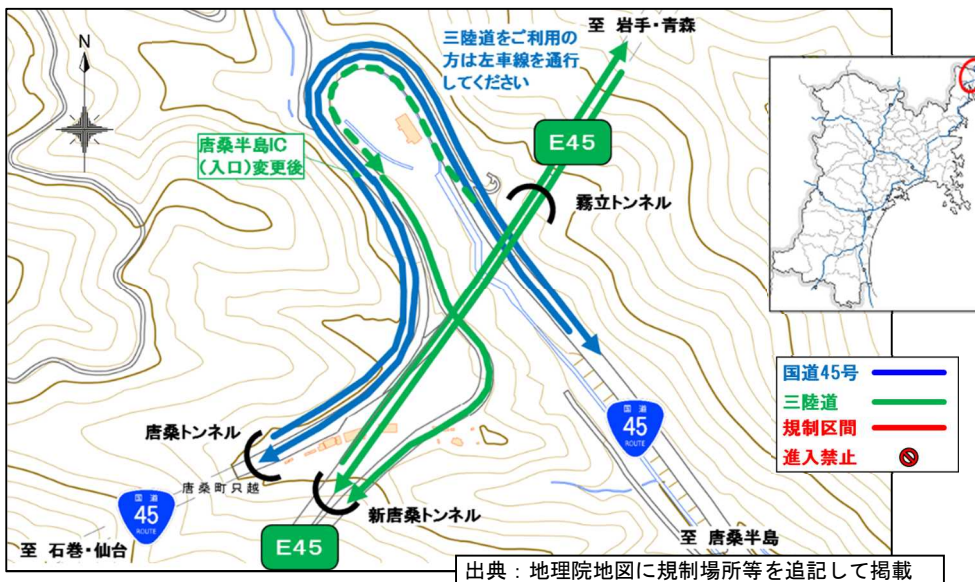 至 岩手・青森
三陸道をご利用の
方は左車線を通行
してください
N
E45
唐桑半島IC
(入口)変更後
霧立トンネル
国道45号
三陸道
規制区間
進入禁止
国道
45
ROUTE
唐桑トンネル
唐桑町只越
国道
45
ROUTE
新唐桑トンネル
至 石巻・仙台
E45
至 唐桑半島
出典：地理院地図に規制場所等を追記して掲載